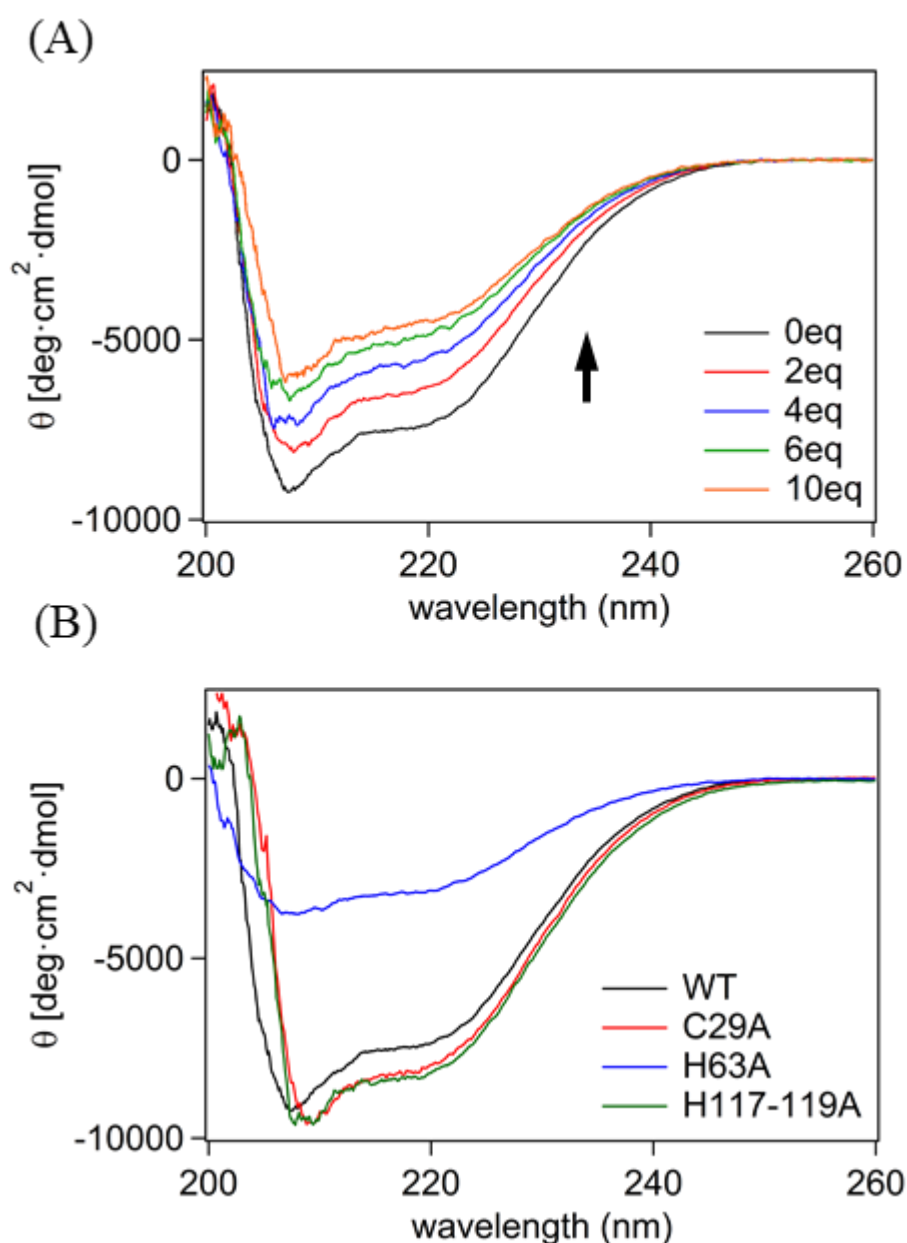 (A)
θ [deg·cm²·dmol]
0
-5000
-10000
0eq
2eq
4eq
6eq
10eq
200
220
240
260
wavelength (nm)
(B)
θ [deg·cm²·dmol]
0
-5000
-10000
WT
C29A
H63A
H117-119A
200
220
240
260
wavelength (nm)